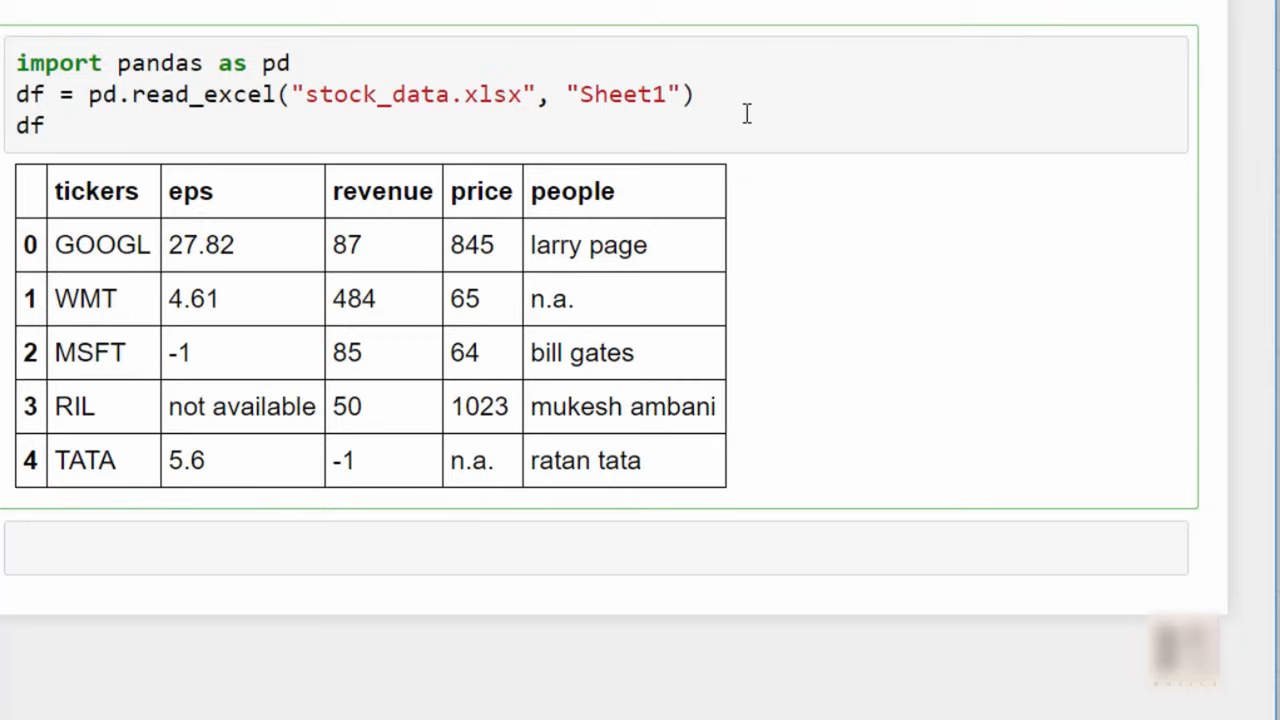 import pandas as pd
df = pd.read_excel("stock_data.xlsx", "Sheet1")
df
tickers eps revenue price people
0 GOOGL 27.82 87 845 larry page
1 WMT 4.61 484 65 n.a.
2 MSFT -1 85 64 bill gates
3 RIL not available 50 1023 mukesh ambani
4 TATA 5.6 -1 n.a. ratan tata